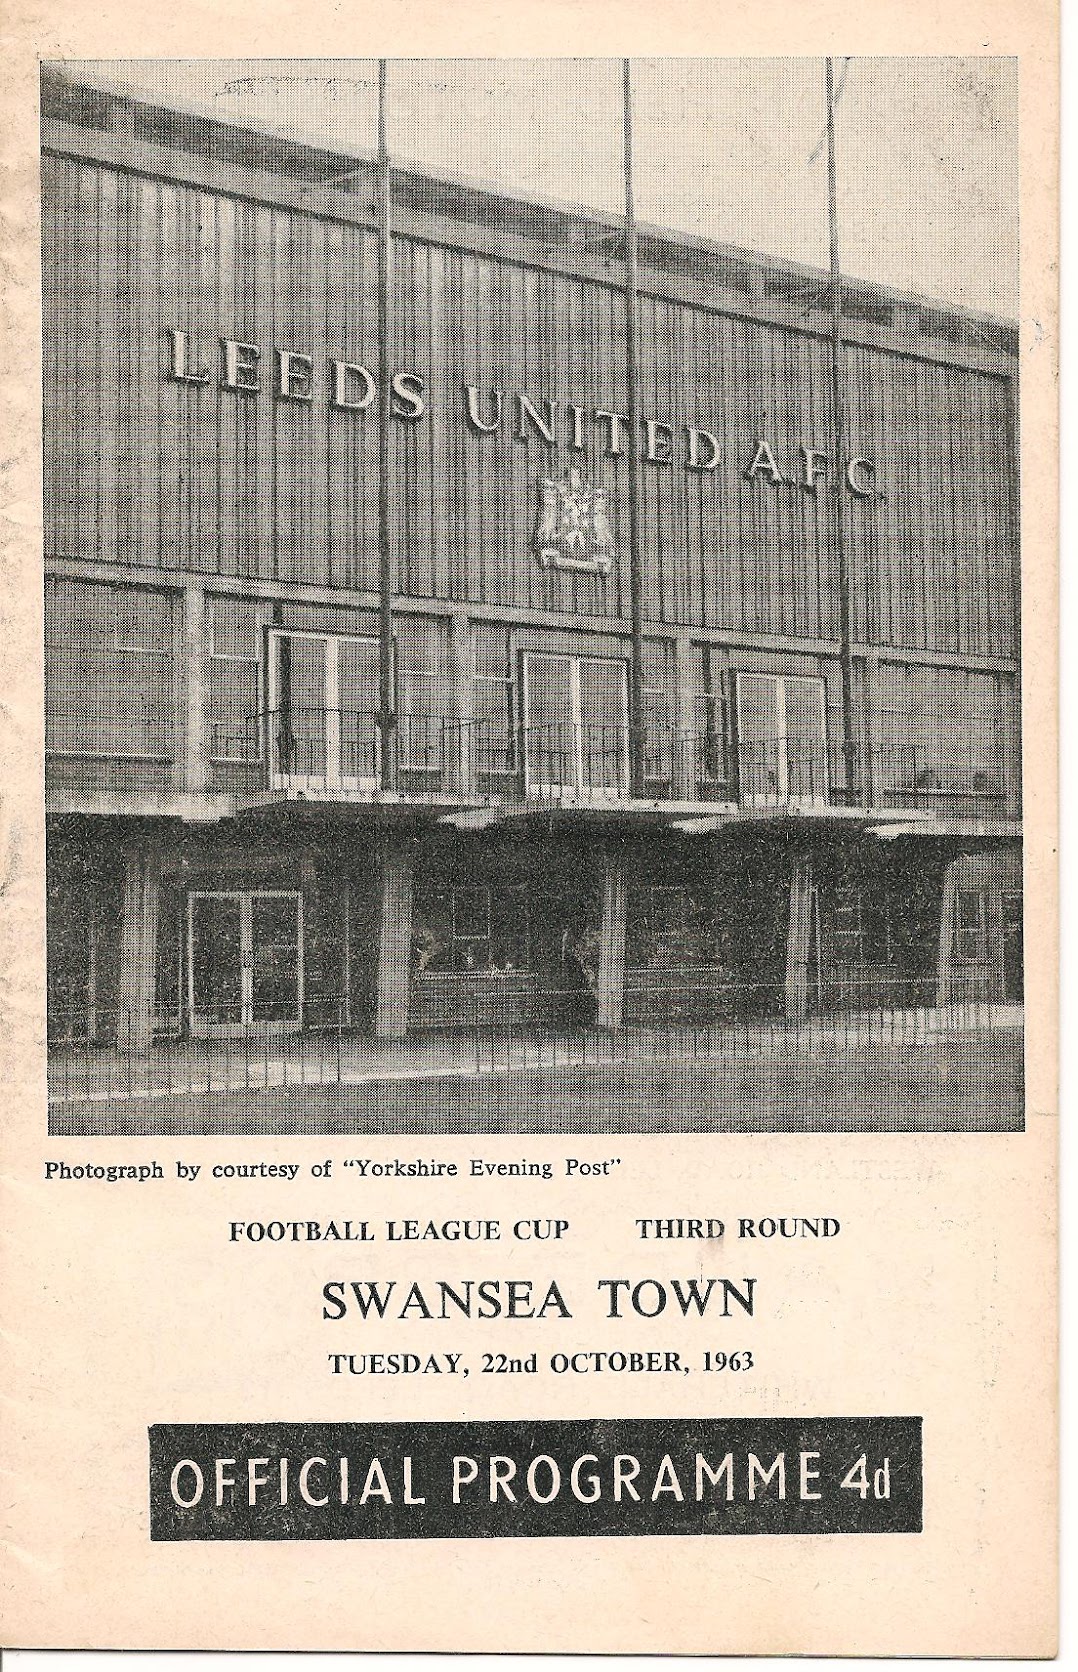 LEEDS UNITED A.F.C.
Photograph by courtesy of "Yorkshire Evening Post"
FOOTBALL LEAGUE CUP THIRD ROUND
SWANSEA TOWN
TUESDAY, 22nd OCTOBER, 1963
OFFICIAL PROGRAMME 4d